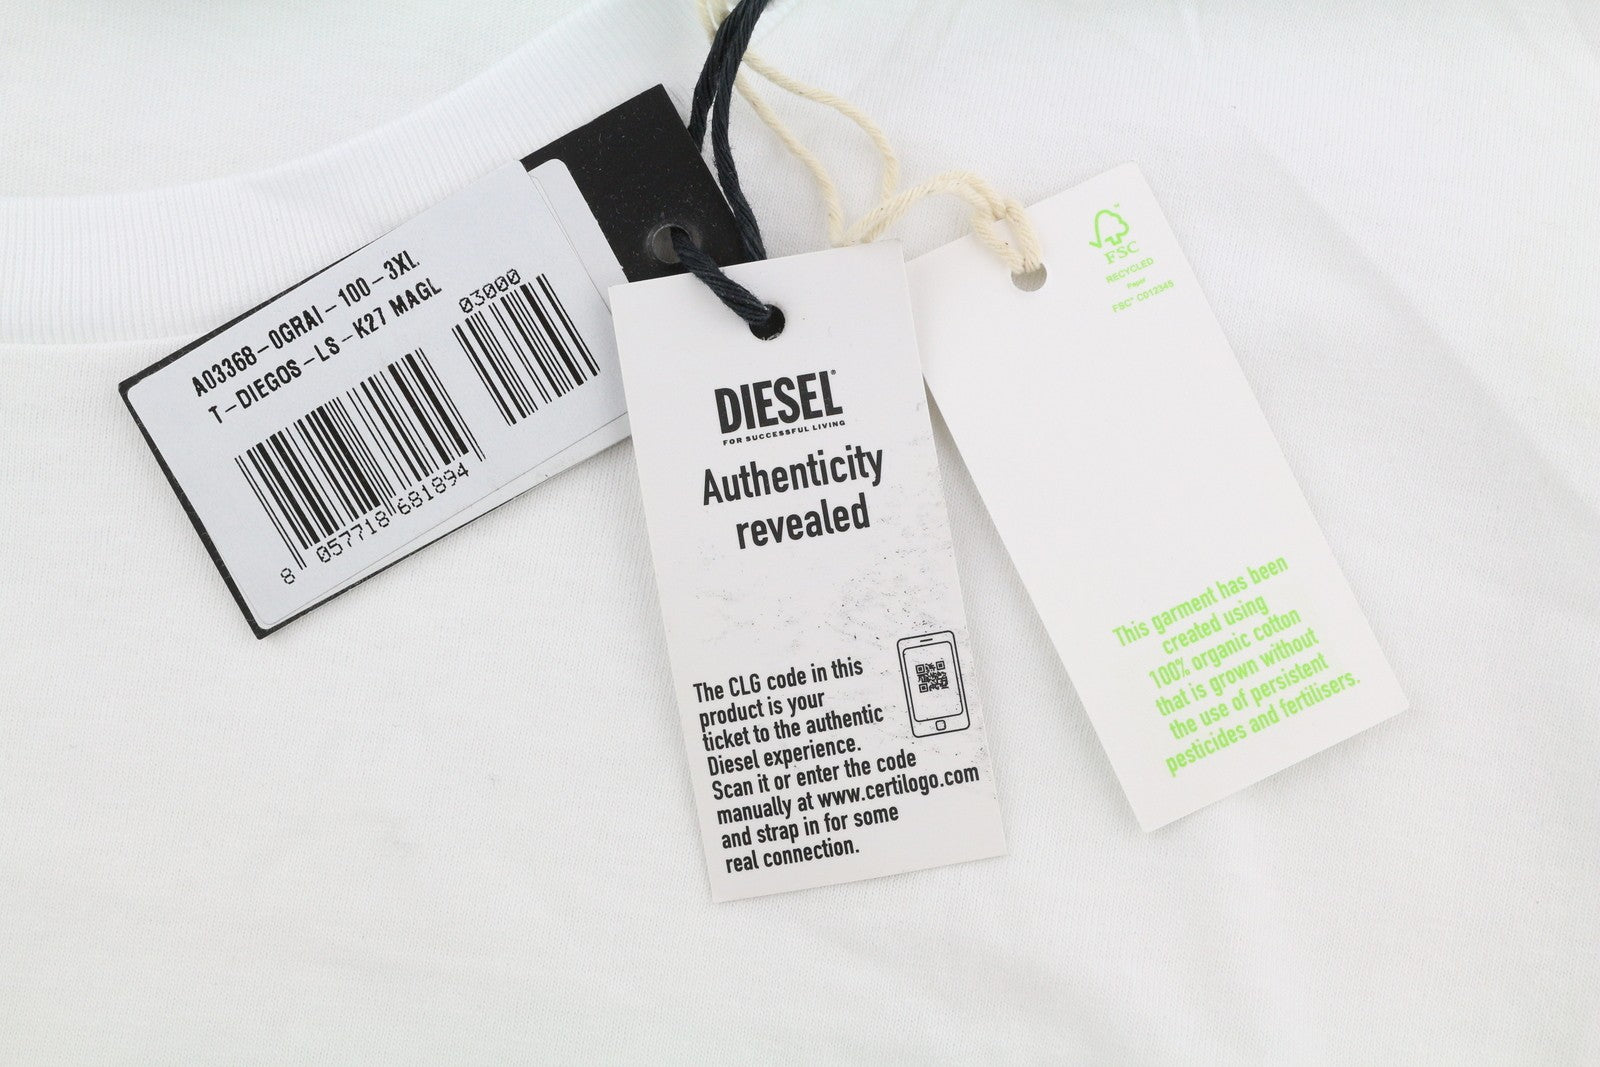 A03368-0GRAI-100-3XL
T-DIEGOS-LS-K27 MAGL
03000
8 057718 681894
DIESEL®
FOR SUCCESSFUL LIVING
Authenticity
revealed
The CLG code in this
product is your
ticket to the authentic
Diesel experience.
Scan it or enter the code
manually at www.certilogo.com
and strap in for some
real connection.
FSC
RECYCLED
Paper
FSC® C012345
This garment has been
created using
100% organic cotton
that is grown without
the use of persistent
pesticides and fertilisers.